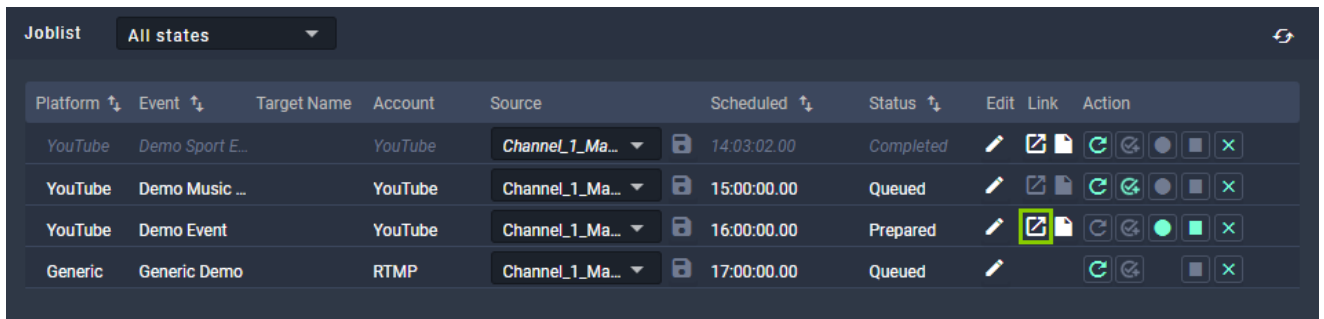 Joblist All states
Platform Event Target Name Account Source Scheduled Status Edit Link Action
YouTube Demo Sport E... YouTube Channel_1_Ma... 14:03:02.00 Completed
YouTube Demo Music ... YouTube Channel_1_Ma... 15:00:00.00 Queued
YouTube Demo Event YouTube Channel_1_Ma... 16:00:00.00 Prepared
Generic Generic Demo RTMP Channel_1_Ma... 17:00:00.00 Queued